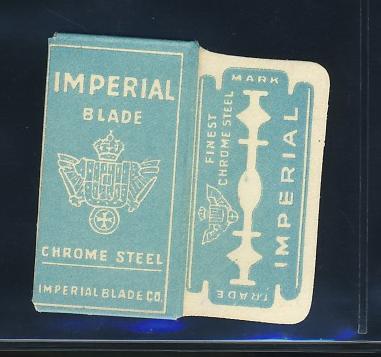 IMPERIAL
BLADE
CHROME STEEL
IMPERIAL BLADE CO.
MARK
FINEST
CHROME STEEL
IMPERIAL
TRADE